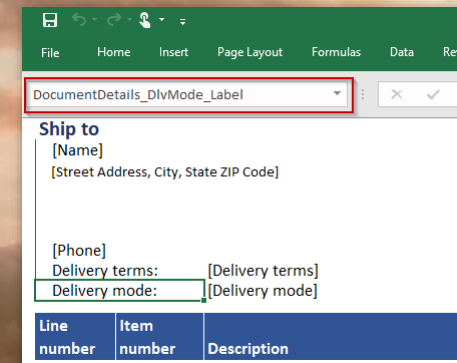 File Home Insert Page Layout Formulas Data
DocumentDetails_DlvMode_Label
Ship to
[Name]
[Street Address, City, State ZIP Code]
[Phone]
Delivery terms: [Delivery terms]
Delivery mode: [Delivery mode]
Line Item
number number Description